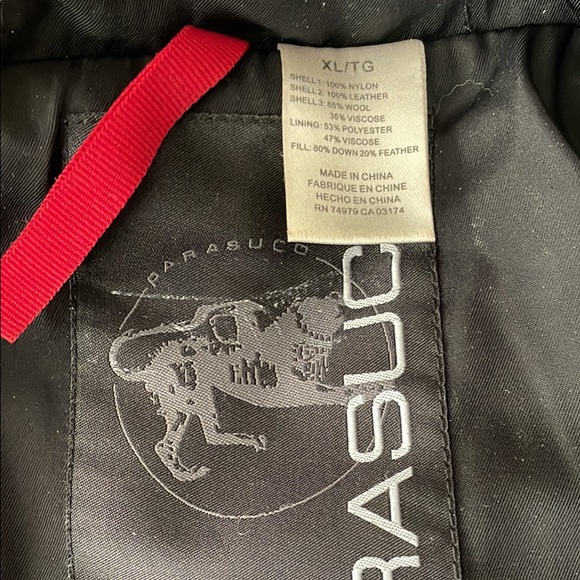 XL/TG
SHELL 1: 100% NYLON
SHELL 2: 100% LEATHER
SHELL 3: 65% WOOL
35% VISCOSE
LINING: 53% POLYESTER
47% VISCOSE
FILL: 80% DOWN 20% FEATHER
MADE IN CHINA
FABRIQUE EN CHINE
HECHO EN CHINA
RN 74979 CA 03174
PARASUCO
RASUC